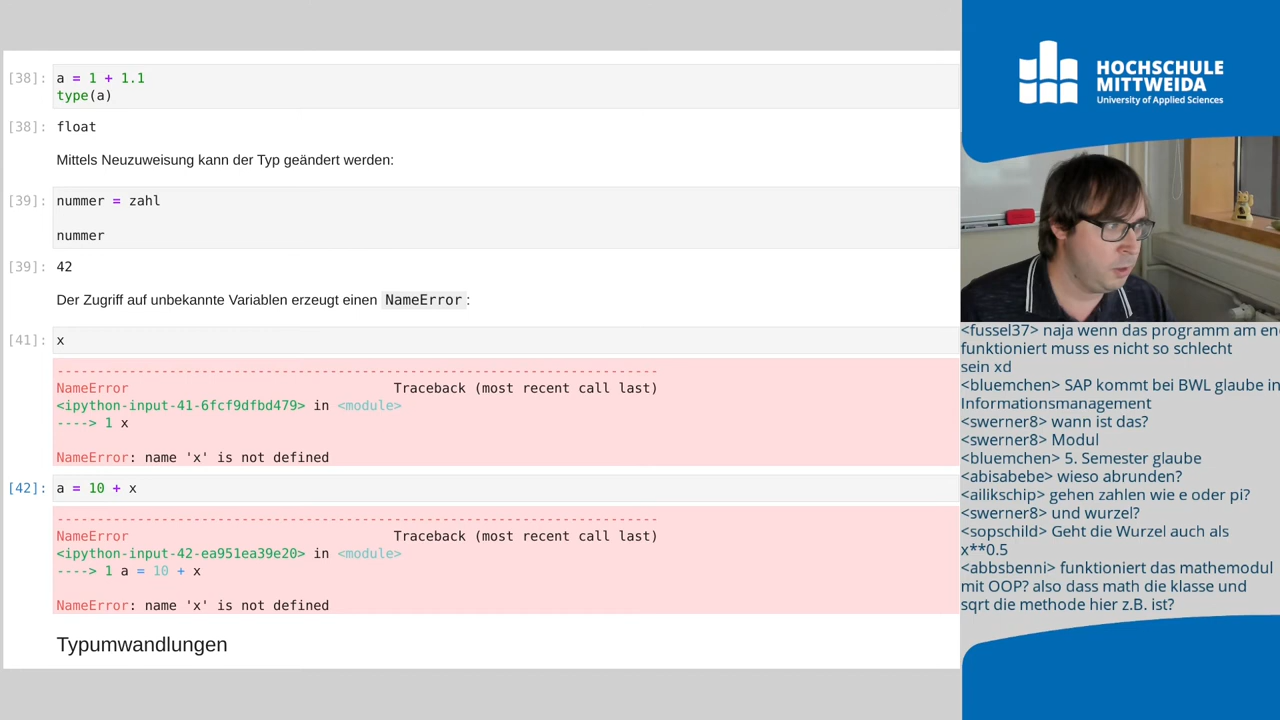 [38]: a = 1 + 1.1
type(a)
[38]: float
Mittels Neuzuweisung kann der Typ geändert werden:
[39]: nummer = zahl
nummer
[39]: 42
Der Zugriff auf unbekannte Variablen erzeugt einen NameError:
[41]: x
---------------------------------------------------------------------------
NameError Traceback (most recent call last)
<ipython-input-41-6fcf9dfbd479> in <module>
----> 1 x
NameError: name 'x' is not defined
[42]: a = 10 + x
---------------------------------------------------------------------------
NameError Traceback (most recent call last)
<ipython-input-42-ea951ea39e20> in <module>
----> 1 a = 10 + x
NameError: name 'x' is not defined
Typumwandlungen
HOCHSCHULE
MITTWEIDA
University of Applied Sciences
<fussel37> naja wenn das programm am en
funktioniert muss es nicht so schlecht
sein xd
<bluemchen> SAP kommt bei BWL glaube in
Informationsmanagement
<swerner8> wann ist das?
<swerner8> Modul
<bluemchen> 5. Semester glaube
<abisabebe> wieso abrunden?
<ailikschip> gehen zahlen wie e oder pi?
<swerner8> und wurzel?
<sopschild> Geht die Wurzel auch als
x**0.5
<abbsbenni> funktioniert das mathemodul
mit OOP? also dass math die klasse und
sqrt die methode hier z.B. ist?